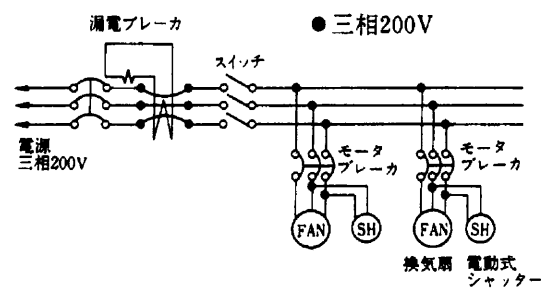 漏電ブレーカ
●三相200V
スイッチ
電源
三相200V
モータ
ブレーカ
モータ
ブレーカ
FAN
SH
FAN
SH
換気扇
電動式
シャッター